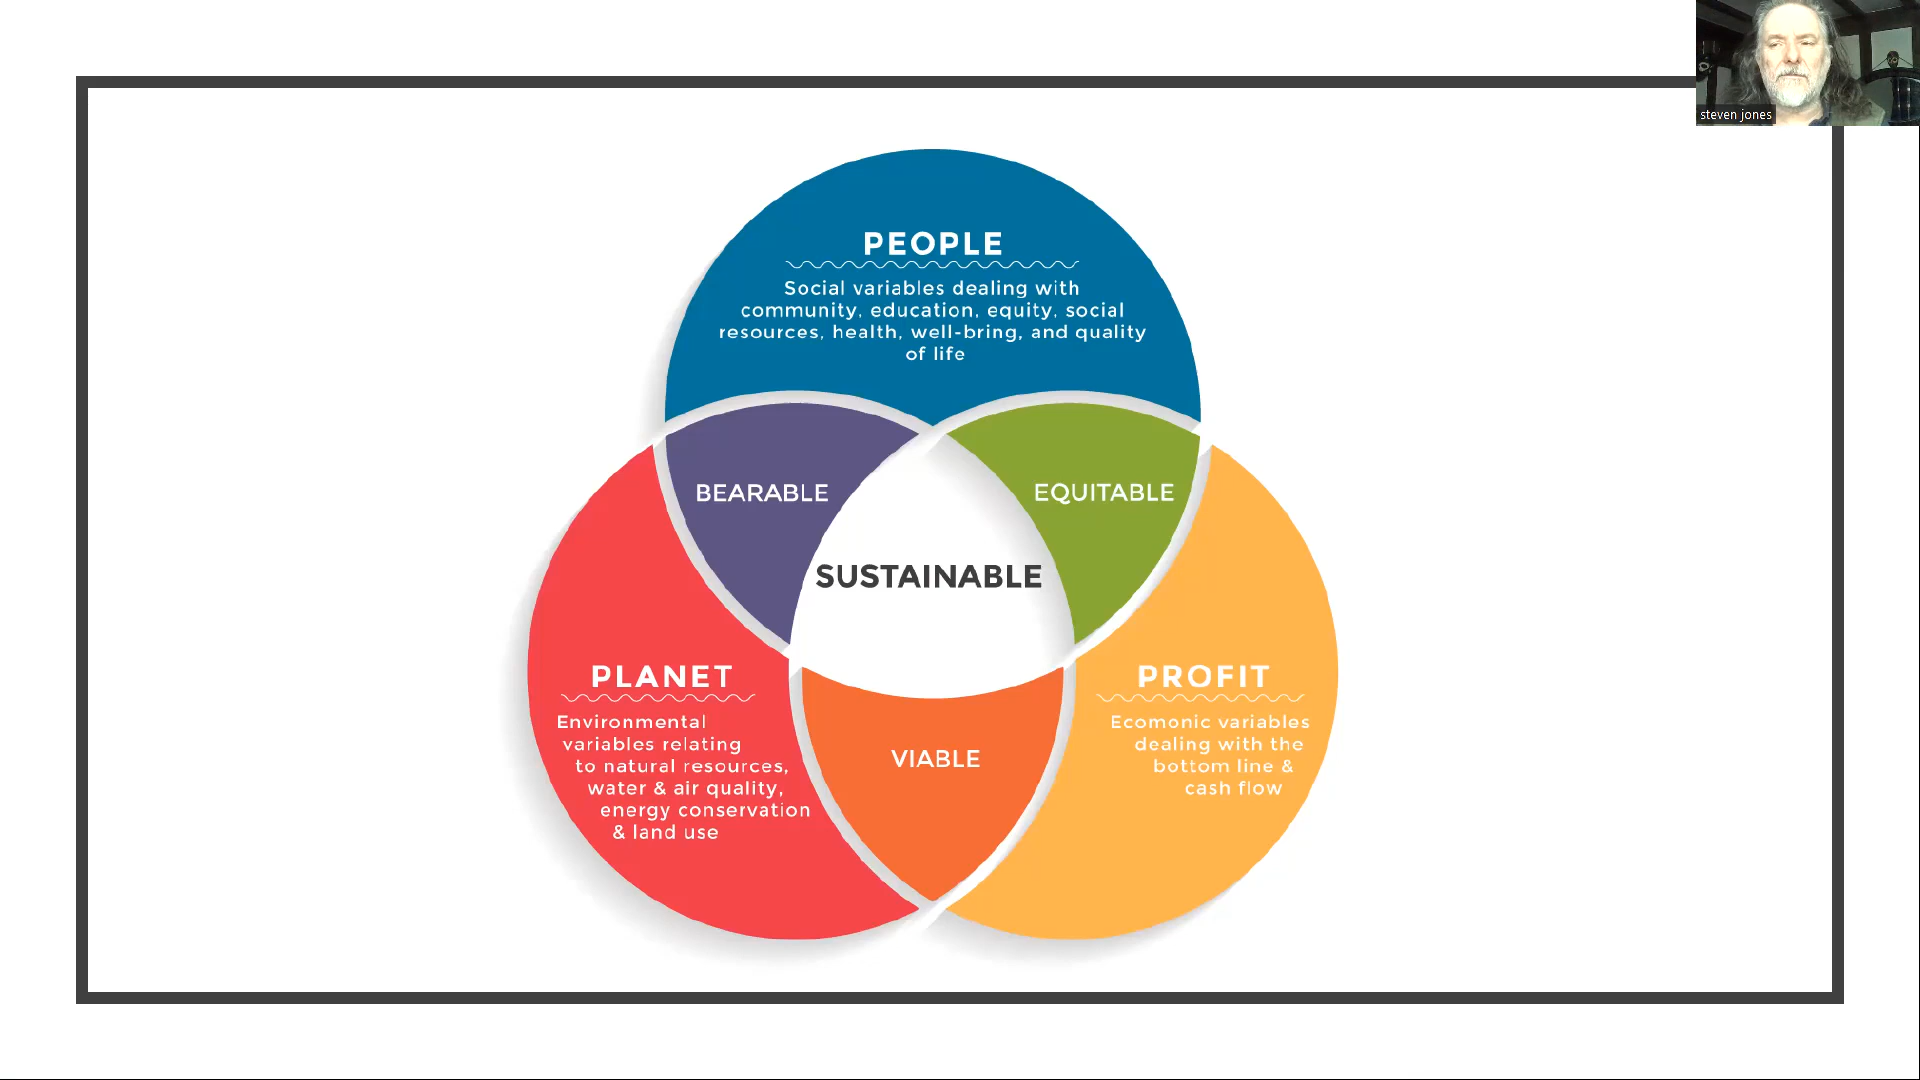 steven jones
PEOPLE
Social variables dealing with
community, education, equity, social
resources, health, well-bring, and quality
of life
BEARABLE
EQUITABLE
SUSTAINABLE
PLANET
Environmental
variables relating
to natural resources,
water & air quality,
energy conservation
& land use
PROFIT
Ecomonic variables
dealing with the
bottom line &
cash flow
VIABLE